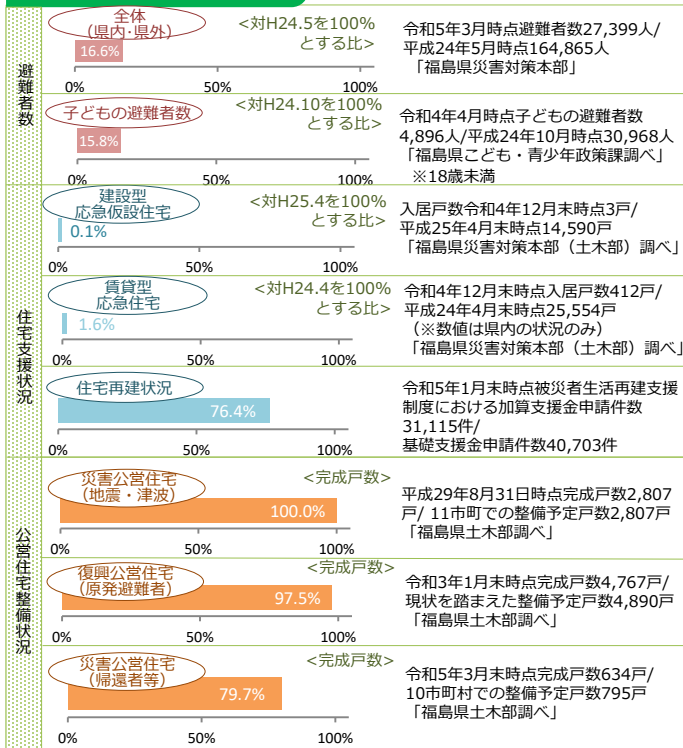 避難者数
全体
(県内・県外)
<対H24.5を100%
とする比>
16.6%
0%
50%
100%
令和5年3月時点避難者数27,399人/
平成24年5月時点164,865人
「福島県災害対策本部」
子どもの避難者数
<対H24.10を100%
とする比>
15.8%
0%
50%
100%
令和4年4月時点子どもの避難者数
4,896人/平成24年10月時点30,968人
「福島県こども・青少年政策課調べ」
※18歳未満
住宅支援状況
建設型
応急仮設住宅
<対H25.4を100%
とする比>
0.1%
0%
50%
100%
入居戸数令和4年12月末時点3戸/
平成25年4月末時点14,590戸
「福島県災害対策本部（土木部）調べ」
賃貸型
応急住宅
<対H24.4を100%
とする比>
1.6%
0%
50%
100%
令和4年12月末時点入居戸数412戸/
平成24年4月末時点25,554戸
（※数値は県内の状況のみ）
「福島県災害対策本部（土木部）調べ」
住宅再建状況
76.4%
0%
50%
100%
令和5年1月末時点被災者生活再建支援
制度における加算支援金申請件数
31,115件/
基礎支援金申請件数40,703件
公営住宅整備状況
災害公営住宅
(地震・津波)
<完成戸数>
100.0%
0%
50%
100%
平成29年8月31日時点完成戸数2,807
戸/ 11市町での整備予定戸数2,807戸
「福島県土木部調べ」
復興公営住宅
(原発避難者)
<完成戸数>
97.5%
0%
50%
100%
令和3年1月末時点完成戸数4,767戸/
現状を踏まえた整備予定戸数4,890戸
「福島県土木部調べ」
災害公営住宅
(帰還者等)
<完成戸数>
79.7%
0%
50%
100%
令和5年3月末時点完成戸数634戸/
10市町村での整備予定戸数795戸
「福島県土木部調べ」